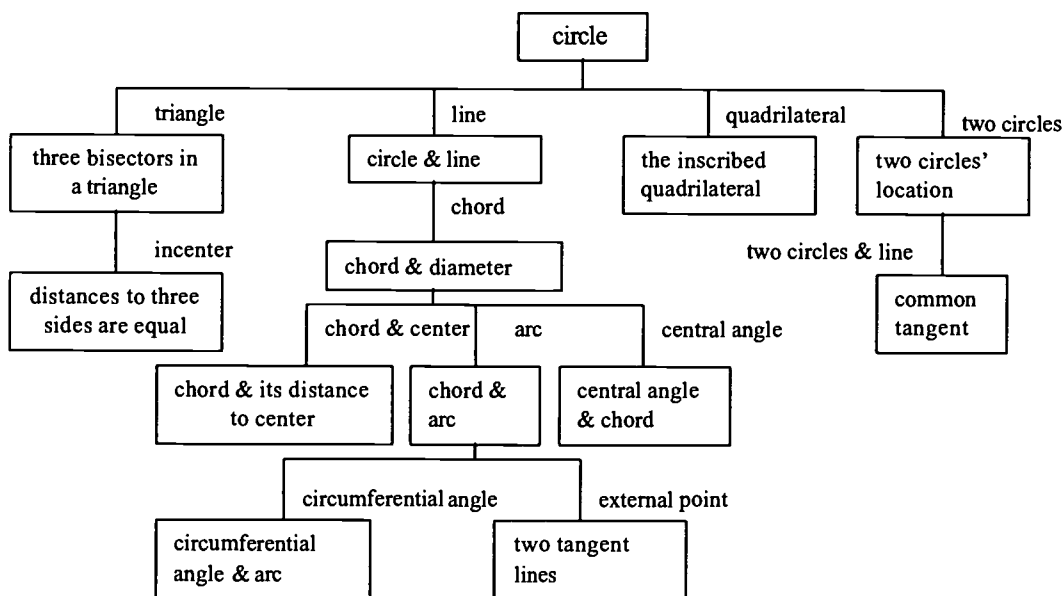 circle
triangle
line
quadrilateral
two circles
three bisectors in
a triangle
circle & line
the inscribed
quadrilateral
two circles'
location
chord
incenter
two circles & line
distances to three
sides are equal
chord & diameter
common
tangent
chord & center
arc
central angle
chord & its distance
to center
chord &
arc
central angle
& chord
circumferential angle
external point
circumferential
angle & arc
two tangent
lines